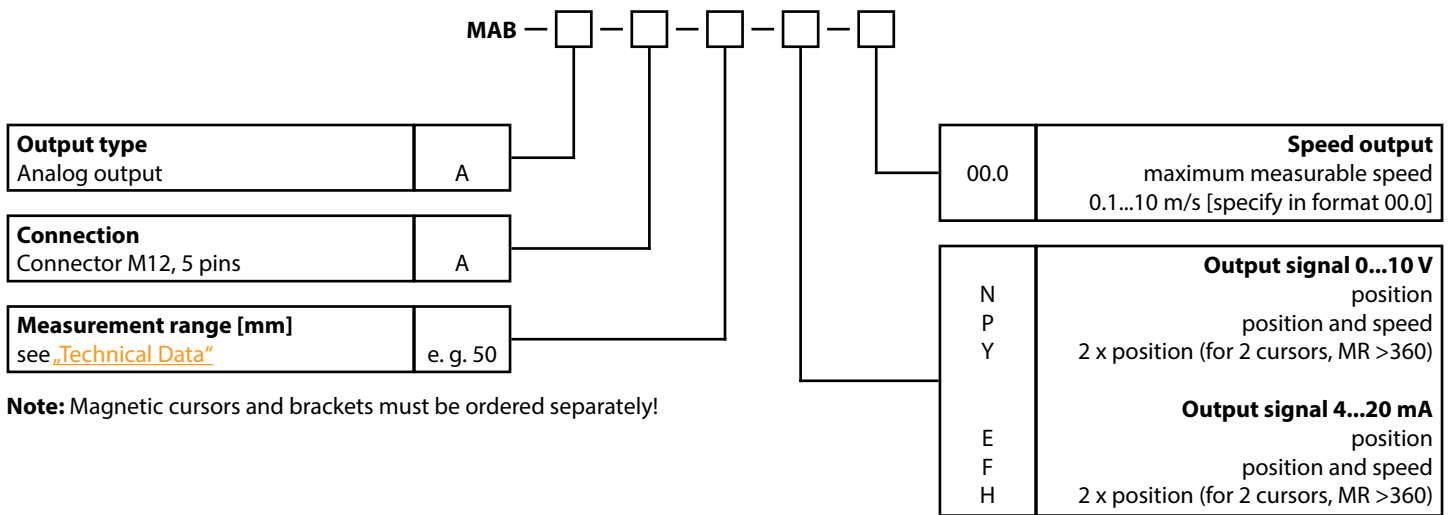 MAB
Output type
Analog output
A
Connection
Connector M12, 5 pins
A
Measurement range [mm]
see „Technical Data“
e. g. 50
Note: Magnetic cursors and brackets must be ordered separately!
Speed output
00.0
maximum measurable speed
0.1...10 m/s [specify in format 00.0]
Output signal 0...10 V
N
position
P
position and speed
Y
2 x position (for 2 cursors, MR >360)
Output signal 4...20 mA
E
position
F
position and speed
H
2 x position (for 2 cursors, MR >360)